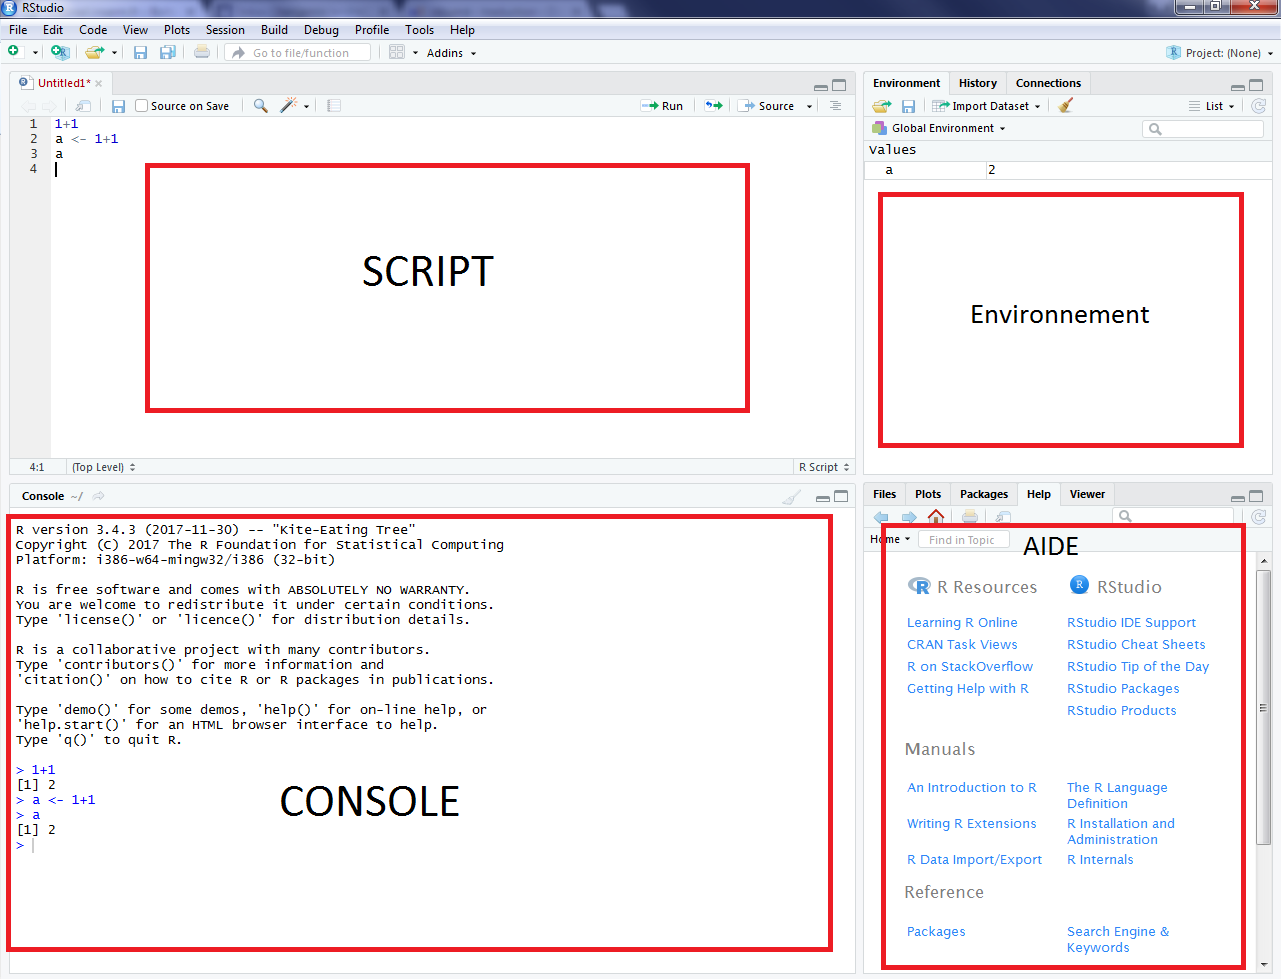 RStudio
File Edit Code View Plots Session Build Debug Profile Tools Help
Go to file/function Addins Project: (None)
Untitled1*
Source on Save Run Source
1 1+1
2 a <- 1+1
3 a
4
SCRIPT
4:1 (Top Level) R Script
Environment History Connections
Import Dataset List
Global Environment
Values
a 2
Environnement
Console ~/
R version 3.4.3 (2017-11-30) -- "Kite-Eating Tree"
Copyright (C) 2017 The R Foundation for Statistical Computing
Platform: i386-w64-mingw32/i386 (32-bit)
R is free software and comes with ABSOLUTELY NO WARRANTY.
You are welcome to redistribute it under certain conditions.
Type 'license()' or 'licence()' for distribution details.
R is a collaborative project with many contributors.
Type 'contributors()' for more information and
'citation()' on how to cite R or R packages in publications.
Type 'demo()' for some demos, 'help()' for on-line help, or
'help.start()' for an HTML browser interface to help.
Type 'q()' to quit R.
> 1+1
[1] 2
> a <- 1+1
> a
[1] 2
>
CONSOLE
Files Plots Packages Help Viewer
Home Find in Topic
AIDE
R Resources RStudio
Learning R Online RStudio IDE Support
CRAN Task Views RStudio Cheat Sheets
R on StackOverflow RStudio Tip of the Day
Getting Help with R RStudio Packages
RStudio Products
Manuals
An Introduction to R The R Language
Definition
Writing R Extensions R Installation and
Administration
R Data Import/Export R Internals
Reference
Packages Search Engine &
Keywords